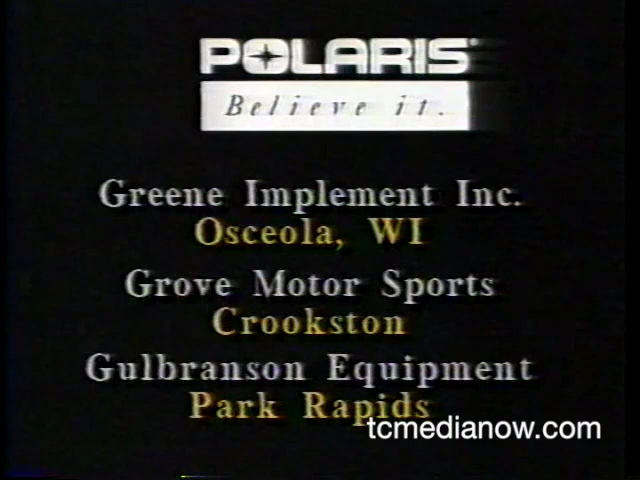 POLARIS
Believe it.
Greene Implement Inc.
Osceola, WI
Grove Motor Sports
Crookston
Gulbranson Equipment
Park Rapids
tcmedianow.com